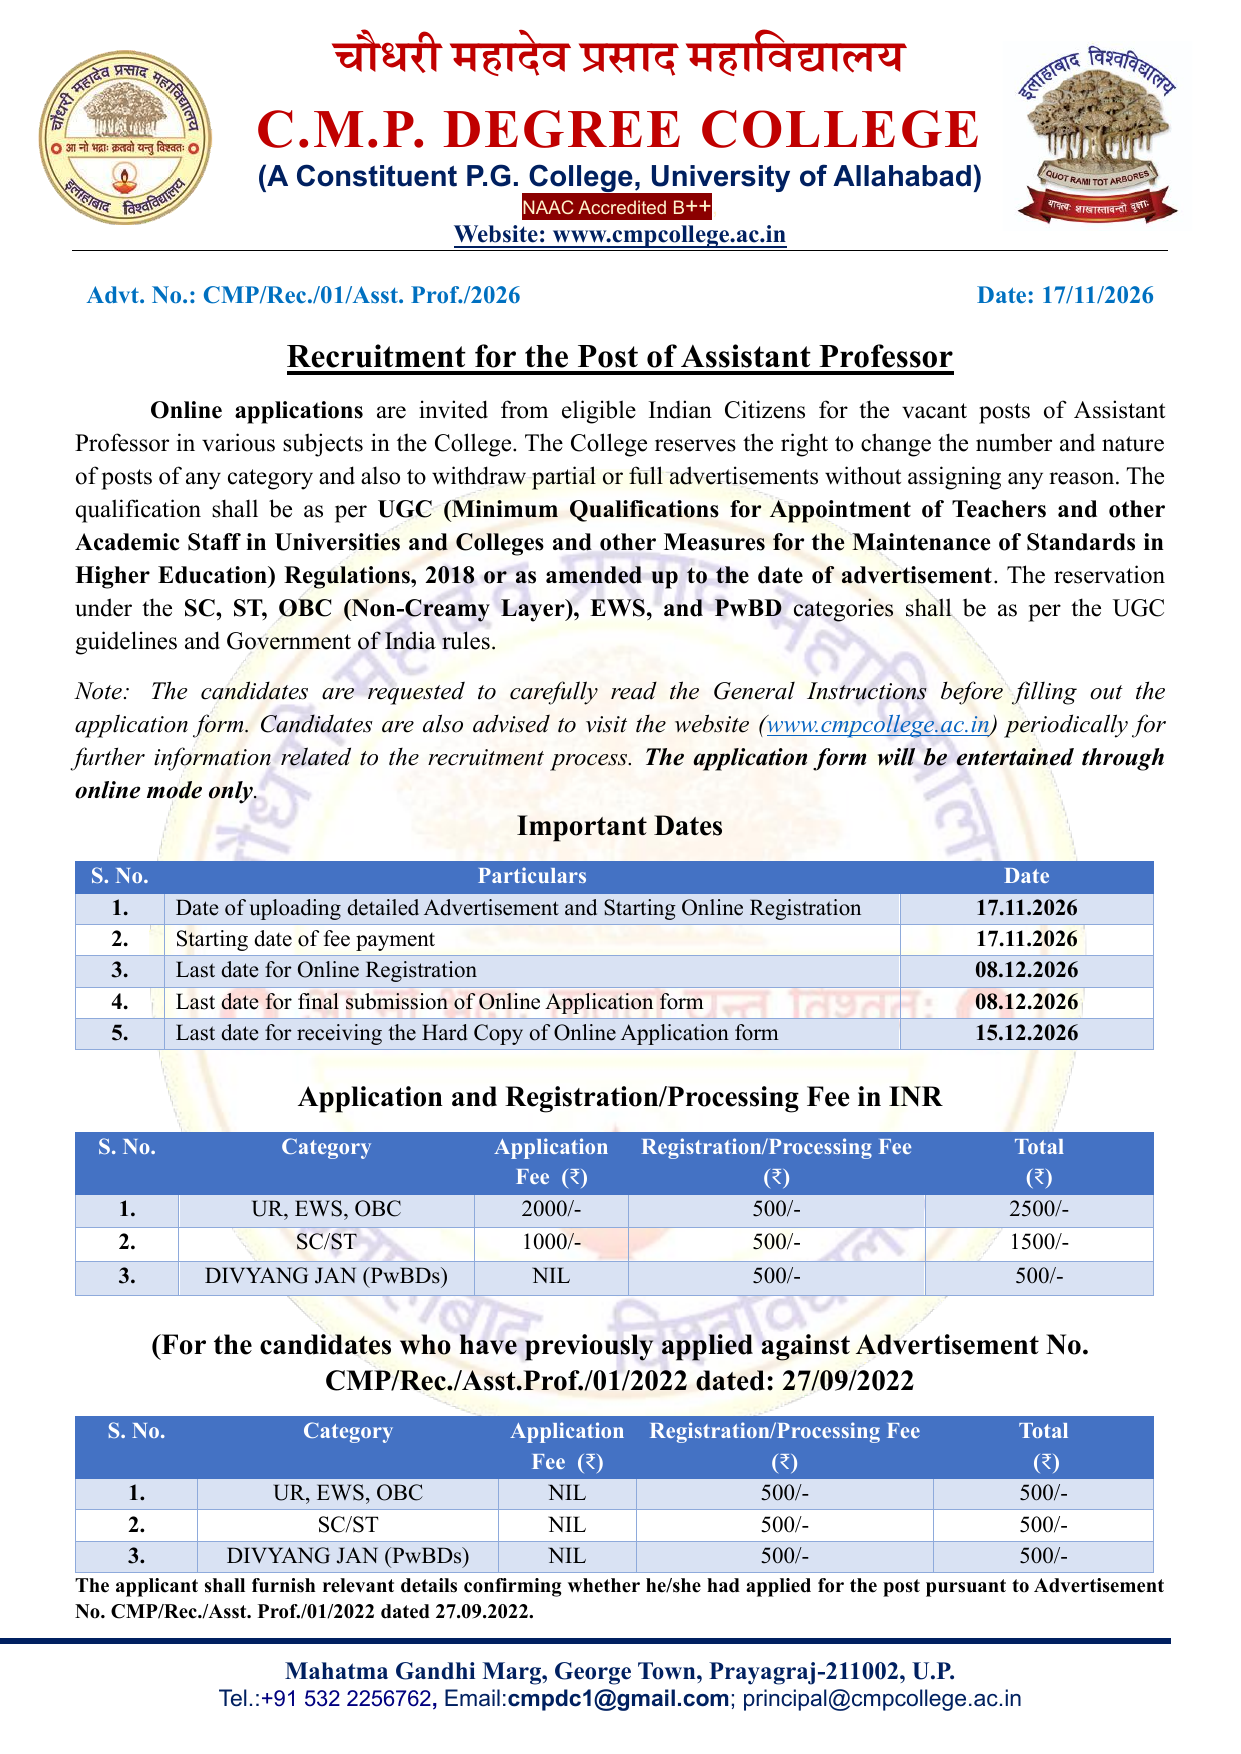 चौधरी महादेव प्रसाद महाविद्यालय
C.M.P. DEGREE COLLEGE
(A Constituent P.G. College, University of Allahabad)
NAAC Accredited B++
Website: www.cmpcollege.ac.in
चौधरी महादेव प्रसाद महाविद्यालय
आ नो भद्राः क्रतवो यन्तु विश्वतः
इलाहाबाद विश्वविद्यालय
इलाहाबाद विश्वविद्यालय
QUOT RAMI TOT ARBORES
Advt. No.: CMP/Rec./01/Asst. Prof./2026 Date: 17/11/2026
Recruitment for the Post of Assistant Professor
Online applications are invited from eligible Indian Citizens for the vacant posts of Assistant
Professor in various subjects in the College. The College reserves the right to change the number and nature
of posts of any category and also to withdraw partial or full advertisements without assigning any reason. The
qualification shall be as per UGC (Minimum Qualifications for Appointment of Teachers and other
Academic Staff in Universities and Colleges and other Measures for the Maintenance of Standards in
Higher Education) Regulations, 2018 or as amended up to the date of advertisement. The reservation
under the SC, ST, OBC (Non-Creamy Layer), EWS, and PwBD categories shall be as per the UGC
guidelines and Government of India rules.
Note: The candidates are requested to carefully read the General Instructions before filling out the
application form. Candidates are also advised to visit the website (www.cmpcollege.ac.in) periodically for
further information related to the recruitment process. The application form will be entertained through
online mode only.
Important Dates
S. No. Particulars Date
1. Date of uploading detailed Advertisement and Starting Online Registration 17.11.2026
2. Starting date of fee payment 17.11.2026
3. Last date for Online Registration 08.12.2026
4. Last date for final submission of Online Application form 08.12.2026
5. Last date for receiving the Hard Copy of Online Application form 15.12.2026
Application and Registration/Processing Fee in INR
S. No. Category Application Registration/Processing Fee Total
Fee (₹) (₹) (₹)
1. UR, EWS, OBC 2000/- 500/- 2500/-
2. SC/ST 1000/- 500/- 1500/-
3. DIVYANG JAN (PwBDs) NIL 500/- 500/-
(For the candidates who have previously applied against Advertisement No.
CMP/Rec./Asst.Prof./01/2022 dated: 27/09/2022
S. No. Category Application Registration/Processing Fee Total
Fee (₹) (₹) (₹)
1. UR, EWS, OBC NIL 500/- 500/-
2. SC/ST NIL 500/- 500/-
3. DIVYANG JAN (PwBDs) NIL 500/- 500/-
The applicant shall furnish relevant details confirming whether he/she had applied for the post pursuant to Advertisement
No. CMP/Rec./Asst. Prof./01/2022 dated 27.09.2022.
Mahatma Gandhi Marg, George Town, Prayagraj-211002, U.P.
Tel.:+91 532 2256762, Email:cmpdc1@gmail.com; principal@cmpcollege.ac.in